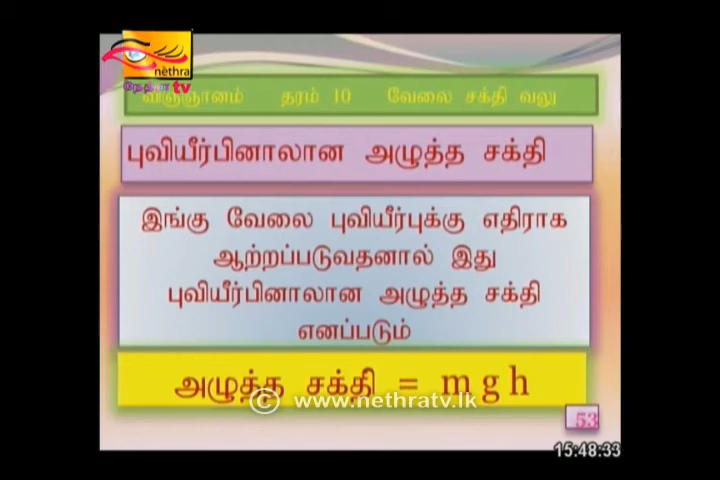 nethra
நேத்ரா tv
விஞ்ஞானம் தரம் 10 வேலை சக்தி வலு
புவியீர்பினாலான அழுத்த சக்தி
இங்கு வேலை புவியீர்புக்கு எதிராக
ஆற்றப்படுவதனால் இது
புவியீர்பினாலான அழுத்த சக்தி
எனப்படும்
அழுத்த சக்தி = m g h
© www.nethratv.lk
53
15:48:33